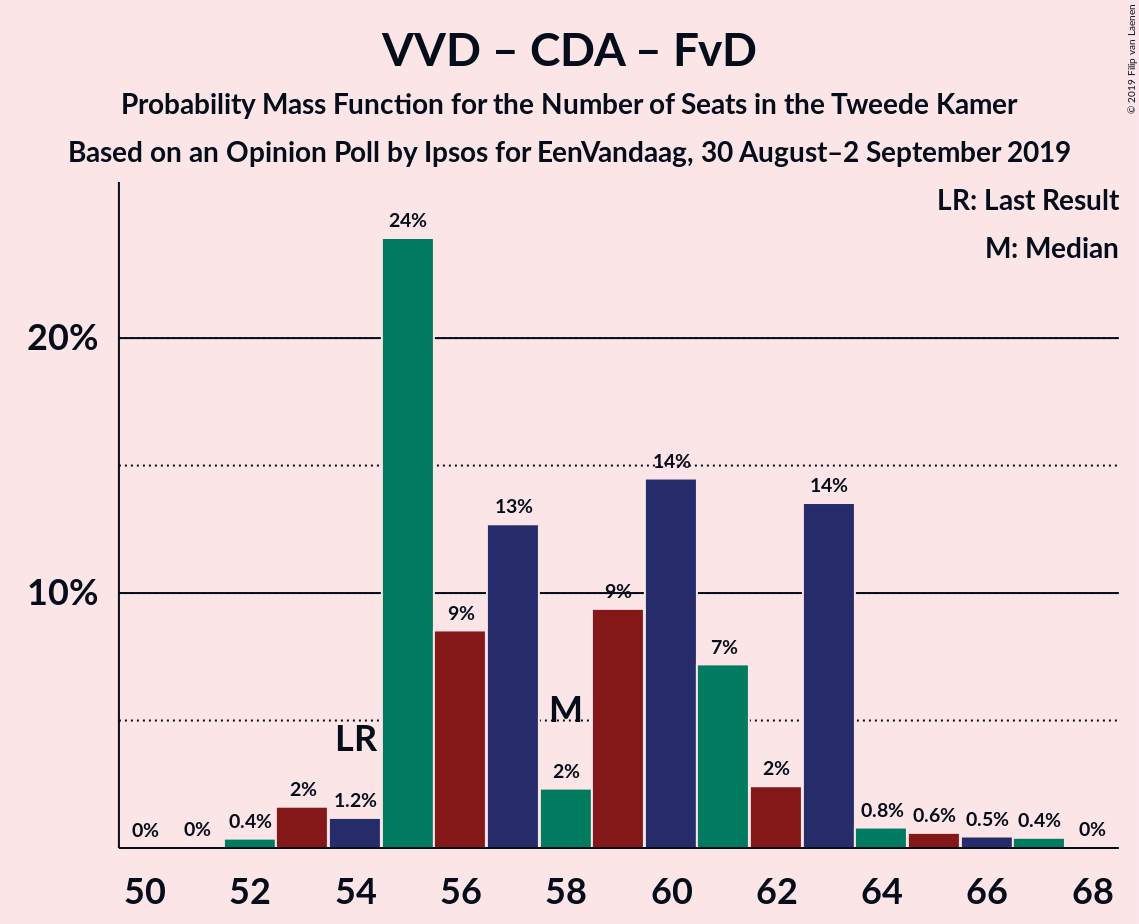 VVD – CDA – FvD
Probability Mass Function for the Number of Seats in the Tweede Kamer
Based on an Opinion Poll by Ipsos for EenVandaag, 30 August–2 September 2019
© 2019 Filip van Laenen
LR: Last Result
M: Median
24%
20%
14%
14%
13%
10%
9%
9%
7%
M
LR
2%
2%
2%
1.2%
0.8%
0.6%
0.5%
0.4%
0.4%
0%
0%
0%
50 52 54 56 58 60 62 64 66 68